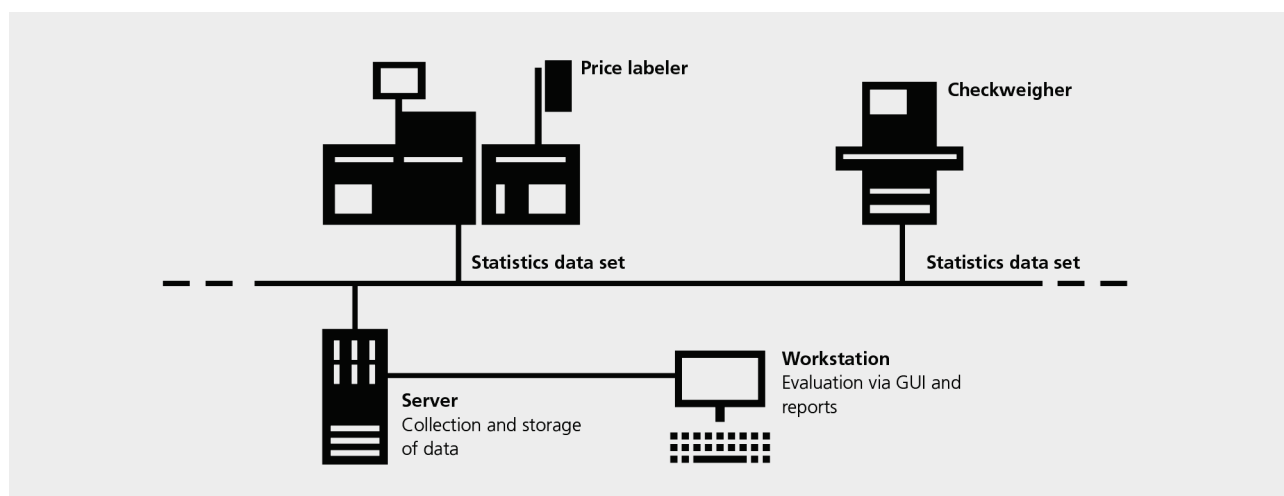 Price labeler
Checkweigher
Statistics data set
Statistics data set
Workstation
Evaluation via GUI and
reports
Server
Collection and storage
of data